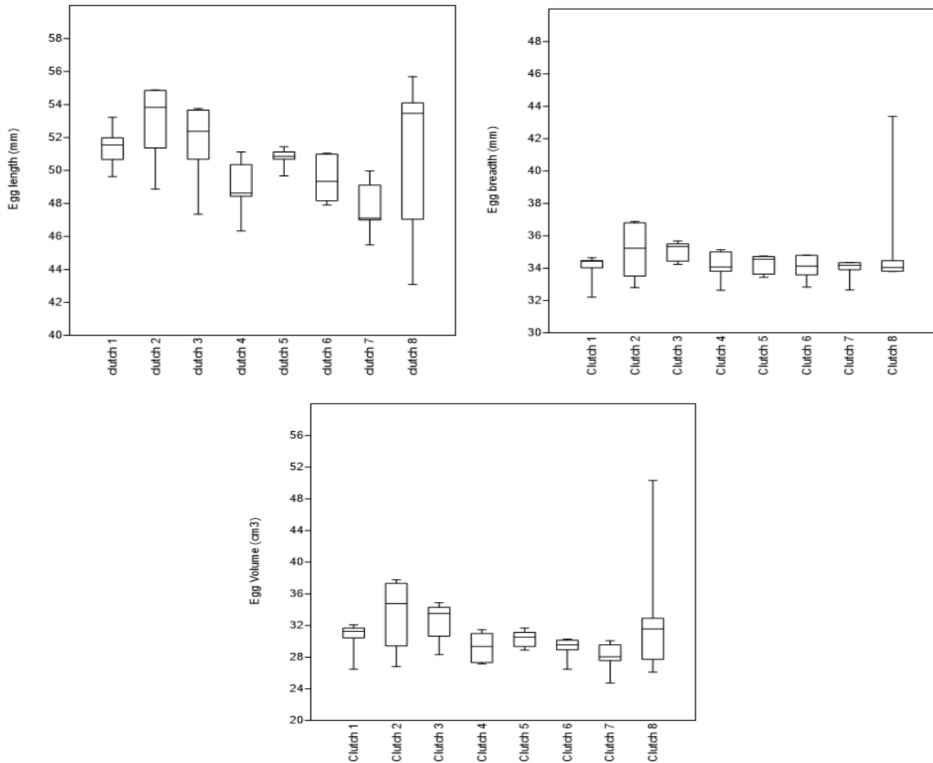 58
56
54
52
50
48
46
44
42
40
Egg length (mm)
clutch 1
clutch 2
clutch 3
clutch 4
clutch 5
clutch 6
clutch 7
clutch 8
48
46
44
42
40
38
36
34
32
30
Egg breadth (mm)
Clutch 1
Clutch 2
Clutch 3
Clutch 4
Clutch 5
Clutch 6
Clutch 7
Clutch 8
56
52
48
44
40
36
32
28
24
20
Egg Volume (cm3)
Clutch 1
Clutch 2
Clutch 3
Clutch 4
Clutch 5
Clutch 6
Clutch 7
Clutch 8